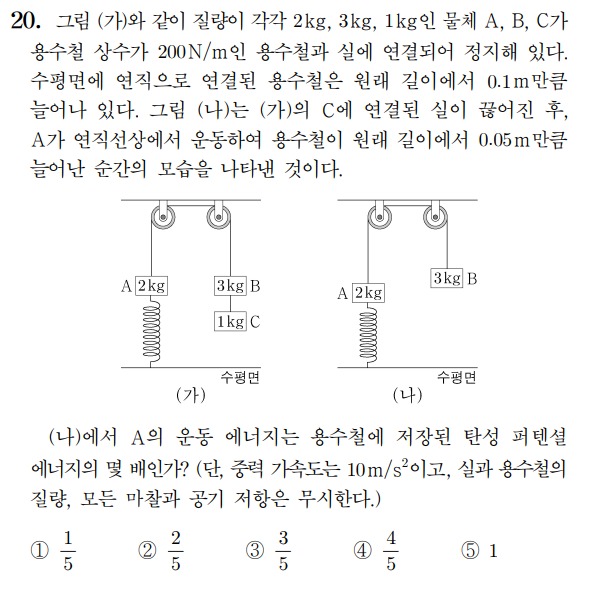 20. 그림 (가)와 같이 질량이 각각 2kg, 3kg, 1kg인 물체 A, B, C가
용수철 상수가 200N/m인 용수철과 실에 연결되어 정지해 있다.
수평면에 연직으로 연결된 용수철은 원래 길이에서 0.1m만큼
늘어나 있다. 그림 (나)는 (가)의 C에 연결된 실이 끊어진 후,
A가 연직선상에서 운동하여 용수철이 원래 길이에서 0.05m만큼
늘어난 순간의 모습을 나타낸 것이다.
A 2kg 3kg B
1kg C
수평면
(가)
3kg B
A 2kg
수평면
(나)
(나)에서 A의 운동 에너지는 용수철에 저장된 탄성 퍼텐셜
에너지의 몇 배인가? (단, 중력 가속도는 10m/s²이고, 실과 용수철의
질량, 모든 마찰과 공기 저항은 무시한다.)
① 1/5 ② 2/5 ③ 3/5 ④ 4/5 ⑤ 1